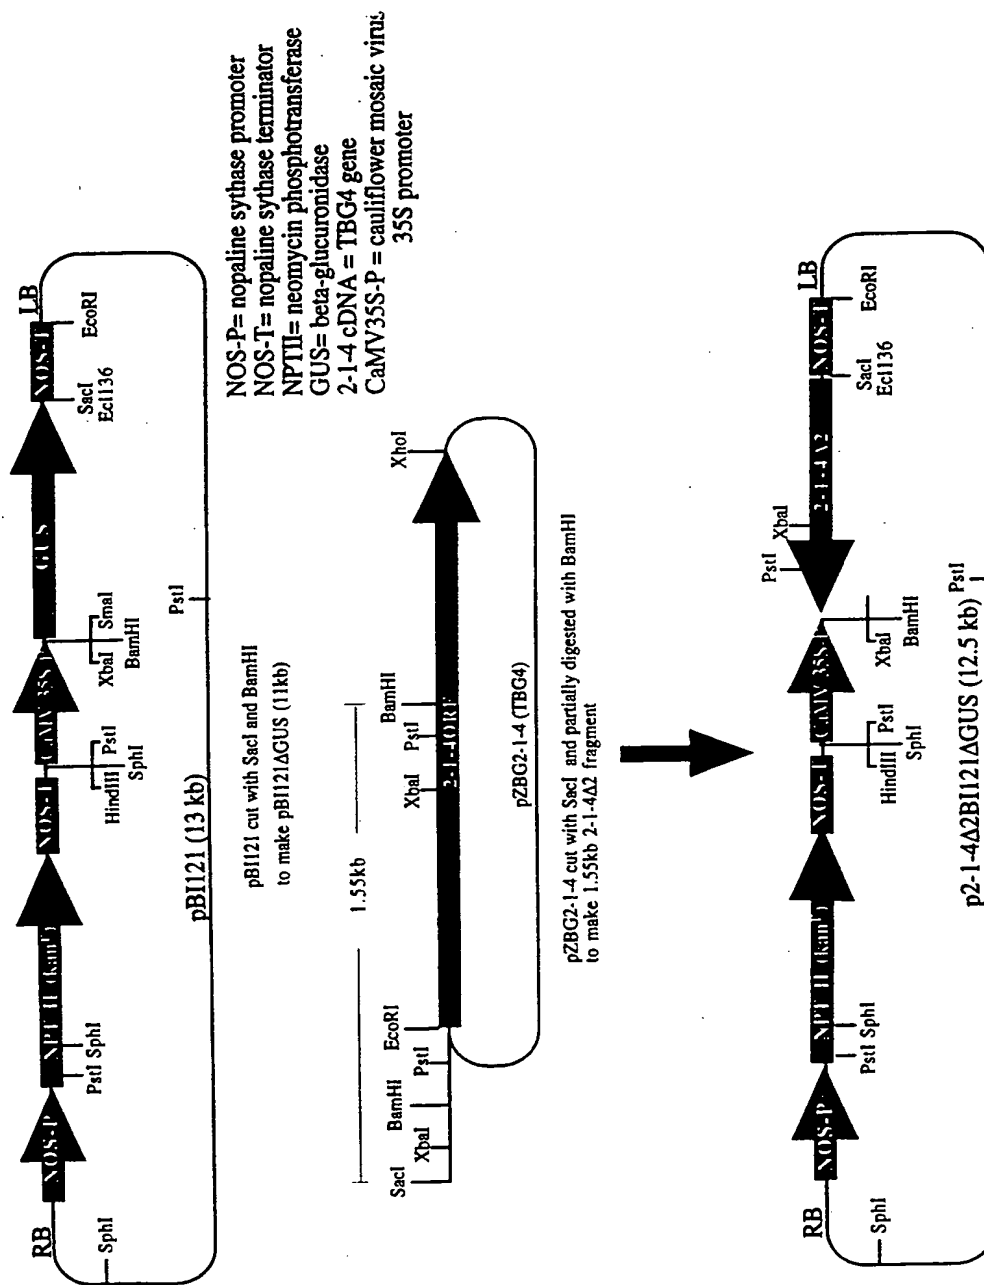 RB
NOS-P
NPT II (Kan
NOS-T
CaMV 35S-P
GUS
NOS-T
LB
SphI
PstI SphI
HindIII
PstI
SphI
XbaI
SmaI
BamHI
SacI
Ecl136
EcoRI
pBI121 (13 kb)
PstI
NOS-P= nopaline sythase promoter
NOS-T= nopaline sythase terminator
NPTII= neomycin phosphotransferase
GUS= beta-glucuronidase
2-1-4 cDNA = TBG4 gene
CaMV35S-P = cauliflower mosaic virus
35S promoter
pBI121 cut with SacI and BamHI
to make pBI121ΔGUS (11kb)
1.55kb
SacI
XbaI
BamHI
PstI
EcoRI
XbaI
PstI
BamHI
XhoI
2-1-4 ORF
pZBG2-1-4 (TBG4)
pZBG2-1-4 cut with SacI and partially digested with BamHI
to make 1.55kb 2-1-4Δ2 fragment
RB
NOS-P
NPT II (Kan
NOS-T
CaMV 35S-P
2-1-4 Δ2
NOS-T
LB
SphI
PstI SphI
HindIII
PstI
SphI
XbaI
BamHI
PstI
XbaI
SacI
Ecl136
EcoRI
p2-1-4Δ2BI121ΔGUS (12.5 kb)
PstI